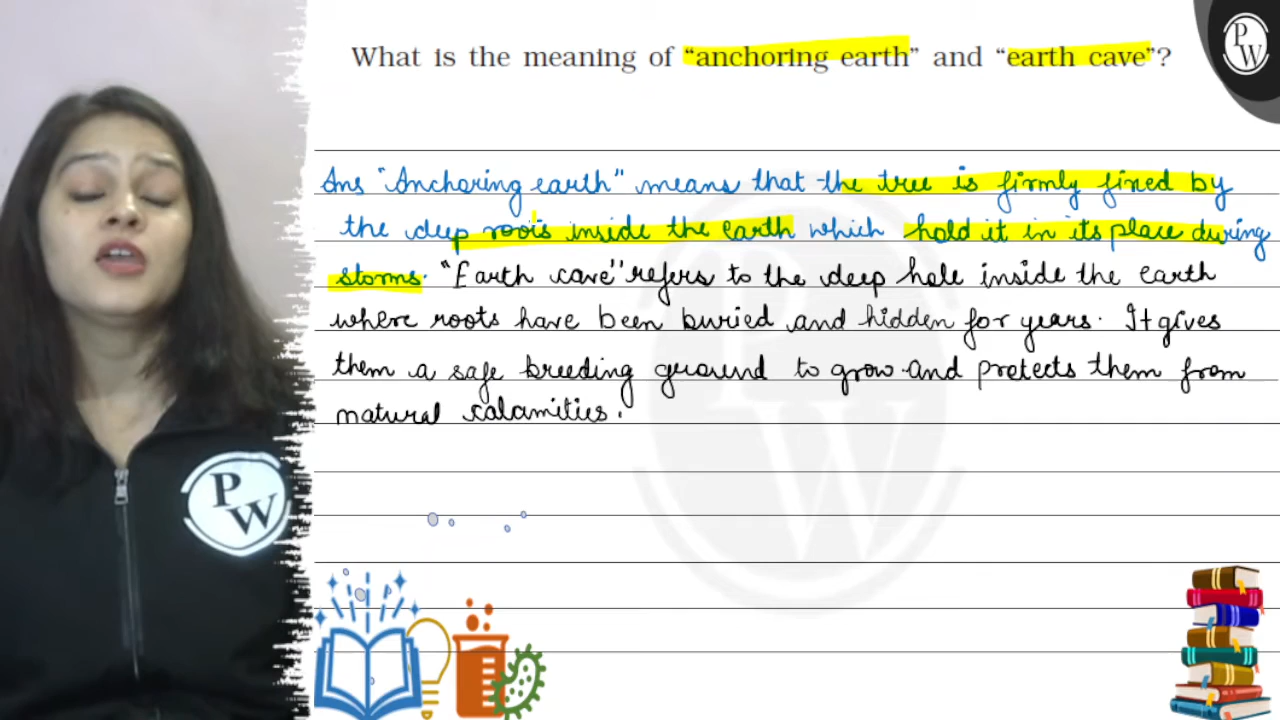 What is the meaning of “anchoring earth” and “earth cave”?
Ans "Anchoring earth" means that the tree is firmly fixed by
the deep roots inside the earth which hold it in its place during
storms. "Earth cave" refers to the deep hole inside the earth
where roots have been buried and hidden for years. It gives
them a safe breeding ground to grow and protects them from
natural calamities.
P
W
P
W
P
W